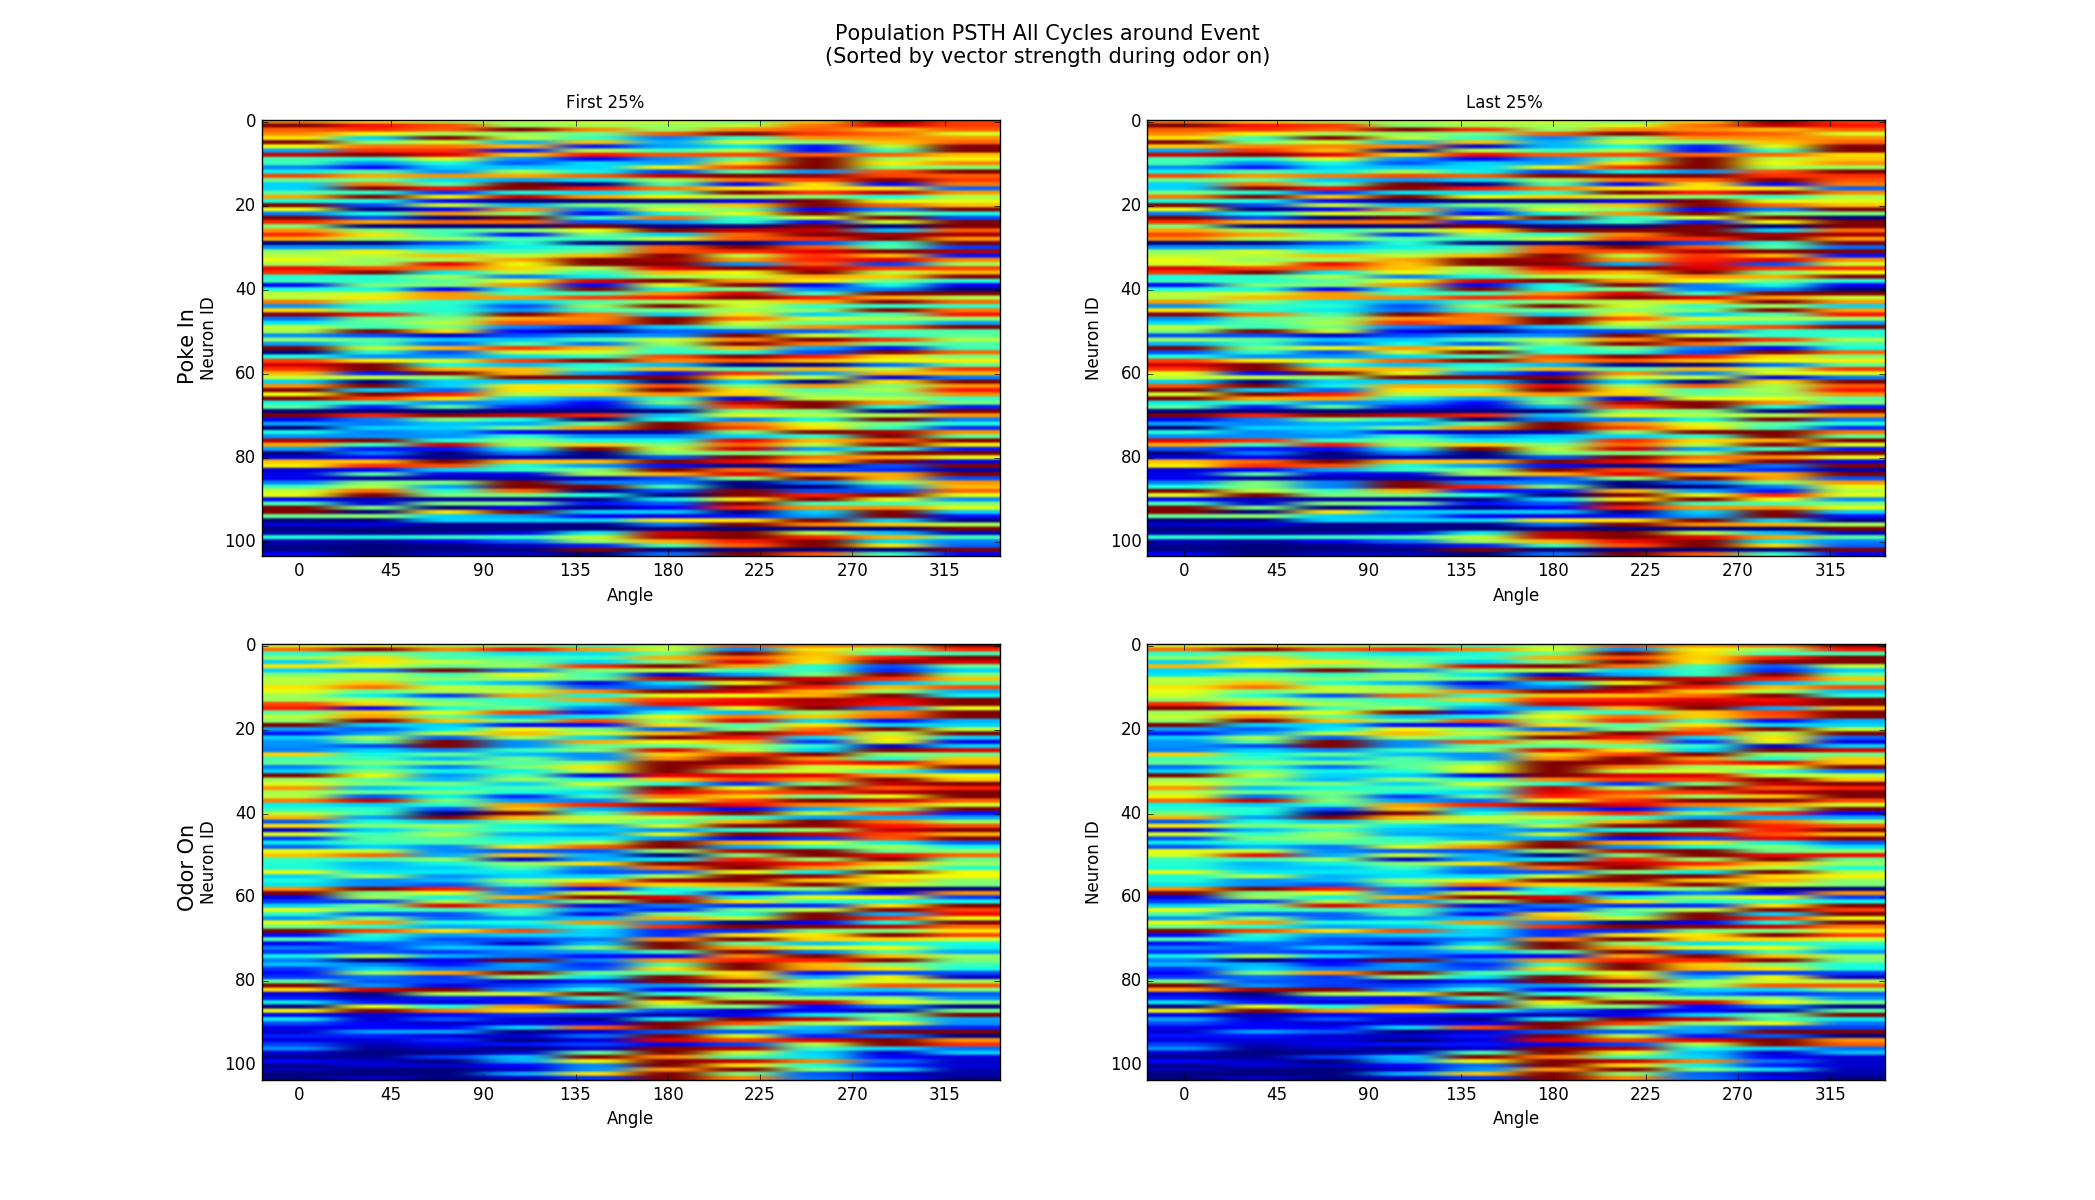 Population PSTH All Cycles around Event
(Sorted by vector strength during odor on)
First 25%
Last 25%
Poke In
Neuron ID
0
20
40
60
80
100
0 45 90 135 180 225 270 315
Angle
Neuron ID
0
20
40
60
80
100
0 45 90 135 180 225 270 315
Angle
Odor On
Neuron ID
0
20
40
60
80
100
0 45 90 135 180 225 270 315
Angle
Neuron ID
0
20
40
60
80
100
0 45 90 135 180 225 270 315
Angle